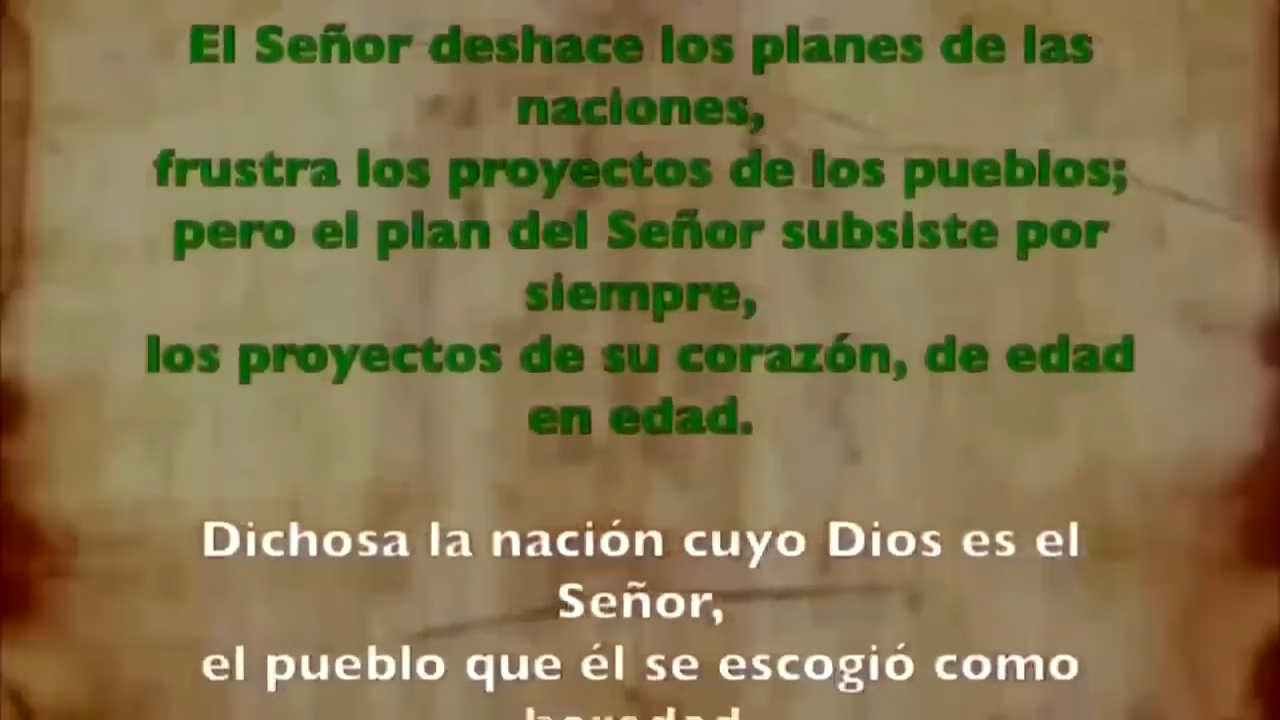 El Señor deshace los planes de las
naciones,
frustra los proyectos de los pueblos;
pero el plan del Señor subsiste por
siempre,
los proyectos de su corazón, de edad
en edad.
Dichosa la nación cuyo Dios es el
Señor,
el pueblo que él se escogió como